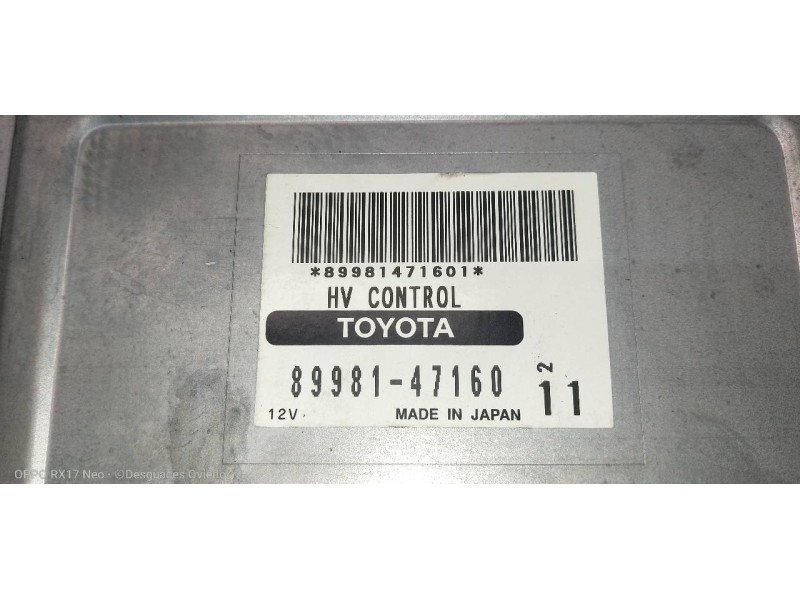 *89981471601*
HV CONTROL
TOYOTA
89981-47160
2
11
12V
MADE IN JAPAN
OPPO RX17 Neo · ©Desguaces Oviedo